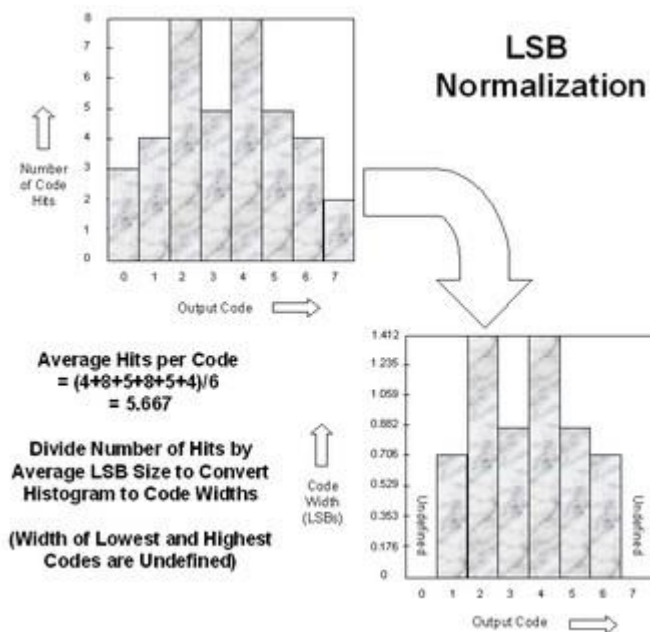 LSB
Normalization
8
7
6
5
4
3
2
1
0
Number
of Code
Hits
0 1 2 3 4 5 6 7
Output Code
Average Hits per Code
= (4+8+5+8+5+4)/6
= 5.667
Divide Number of Hits by
Average LSB Size to Convert
Histogram to Code Widths
(Width of Lowest and Highest
Codes are Undefined)
1.412
1.235
1.059
0.882
0.706
0.529
0.353
0.176
0
Code
Width
(LSBs)
Undefined
Undefined
0 1 2 3 4 5 6 7
Output Code